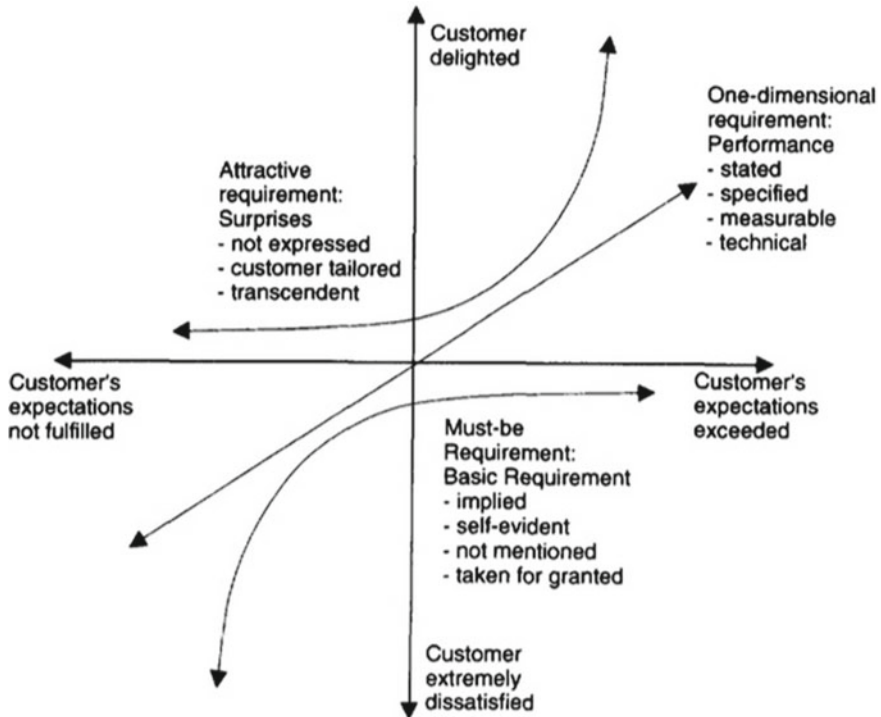 Customer
delighted
One-dimensional
requirement:
Performance
- stated
- specified
- measurable
- technical
Attractive
requirement:
Surprises
- not expressed
- customer tailored
- transcendent
Customer's
expectations
not fulfilled
Customer's
expectations
exceeded
Must-be
Requirement:
Basic Requirement
- implied
- self-evident
- not mentioned
- taken for granted
Customer
extremely
dissatisfied